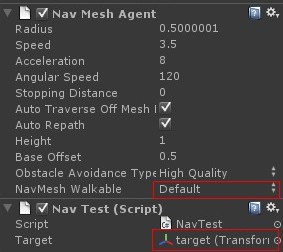 Nav Mesh Agent
Radius 0.5000001
Speed 3.5
Acceleration 8
Angular Speed 120
Stopping Distance 0
Auto Traverse Off Mesh
Auto Repath
Height 1
Base Offset 0.5
Obstacle Avoidance Type High Quality
NavMesh Walkable Default
Nav Test (Script)
Script NavTest
Target target (Transforn